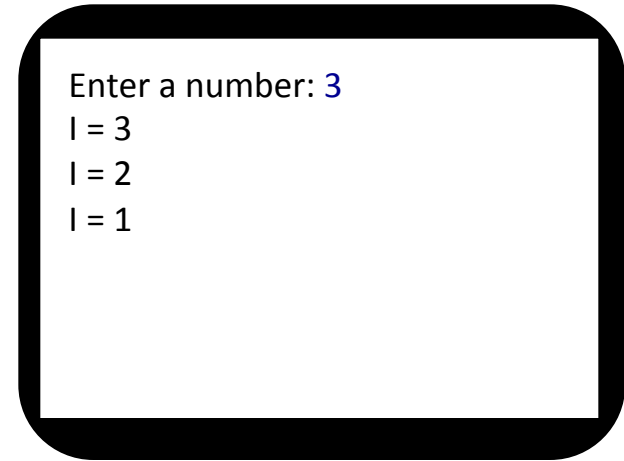 Enter a number: 3
I = 3
I = 2
I = 1